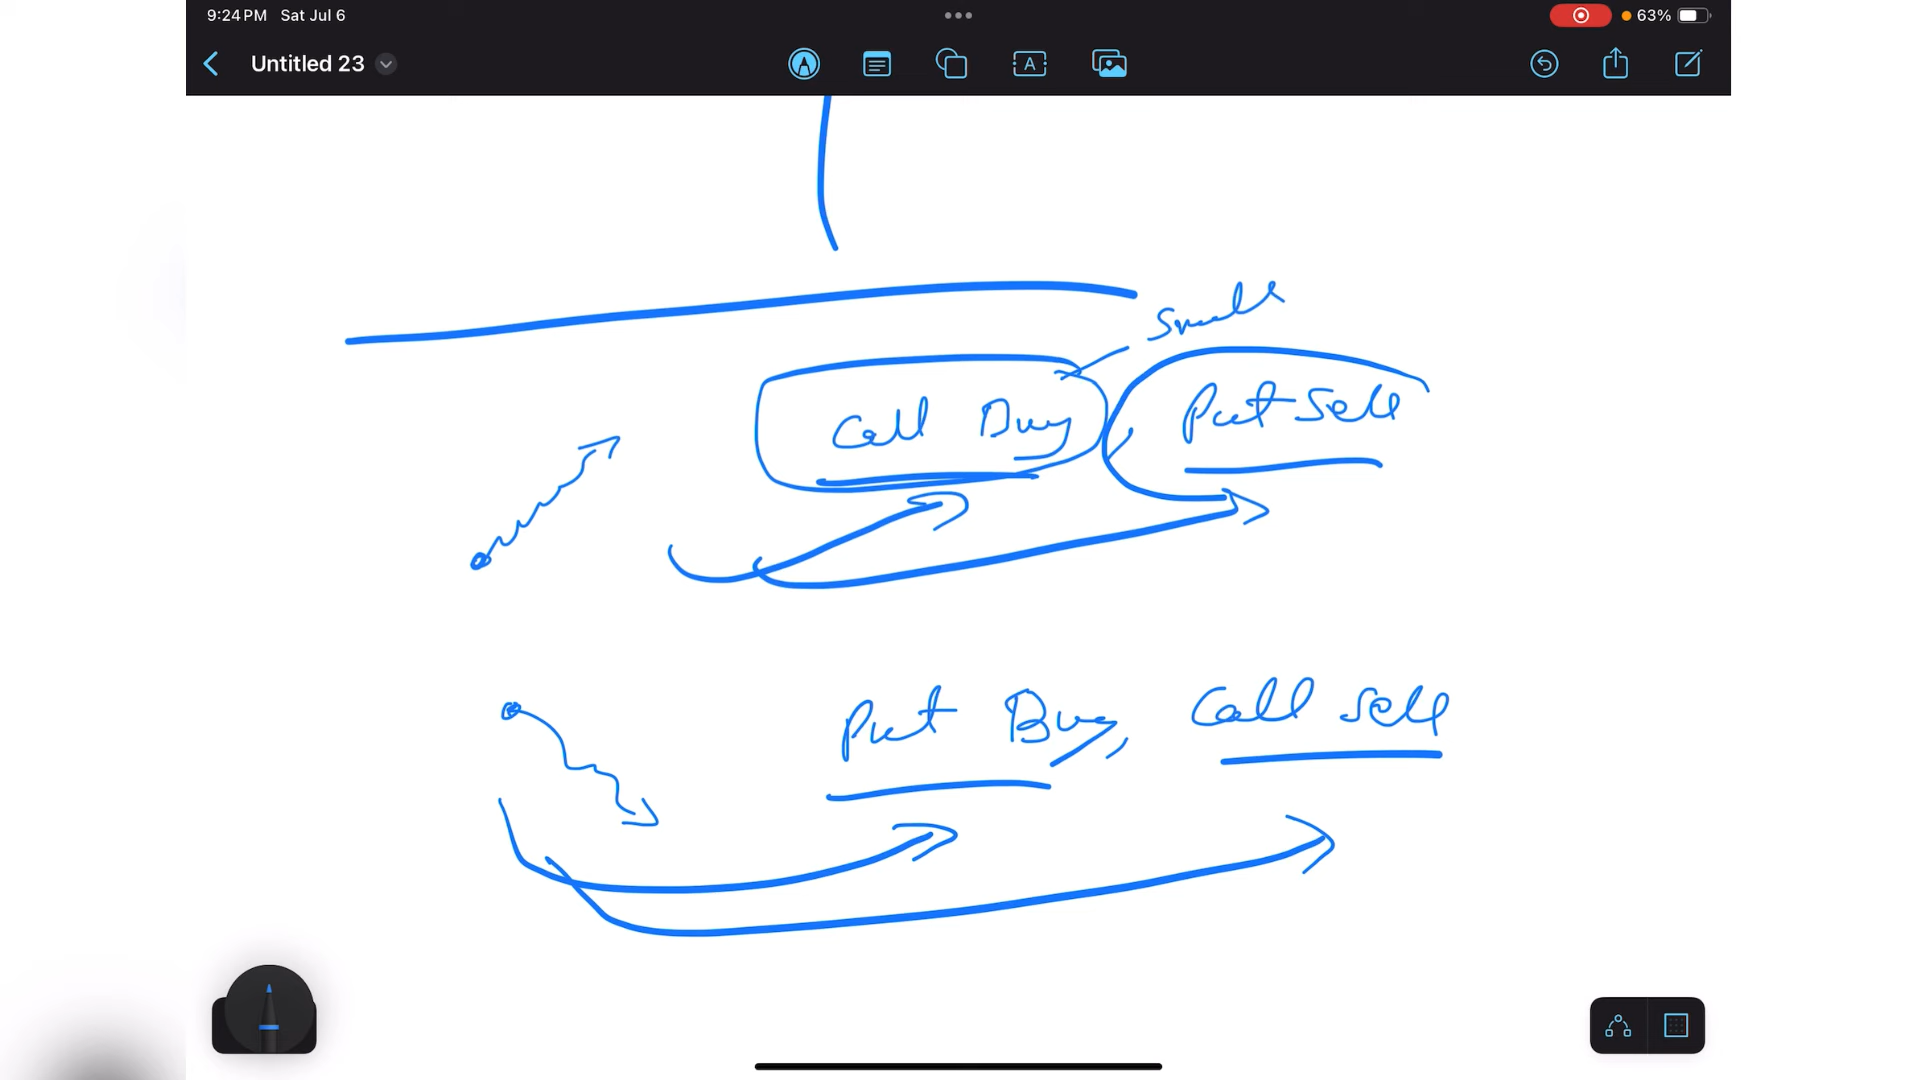 9:24 PM Sat Jul 6
63%
Untitled 23
A
Small
Call Buy
Put Sell
Put Buy, Call Sell